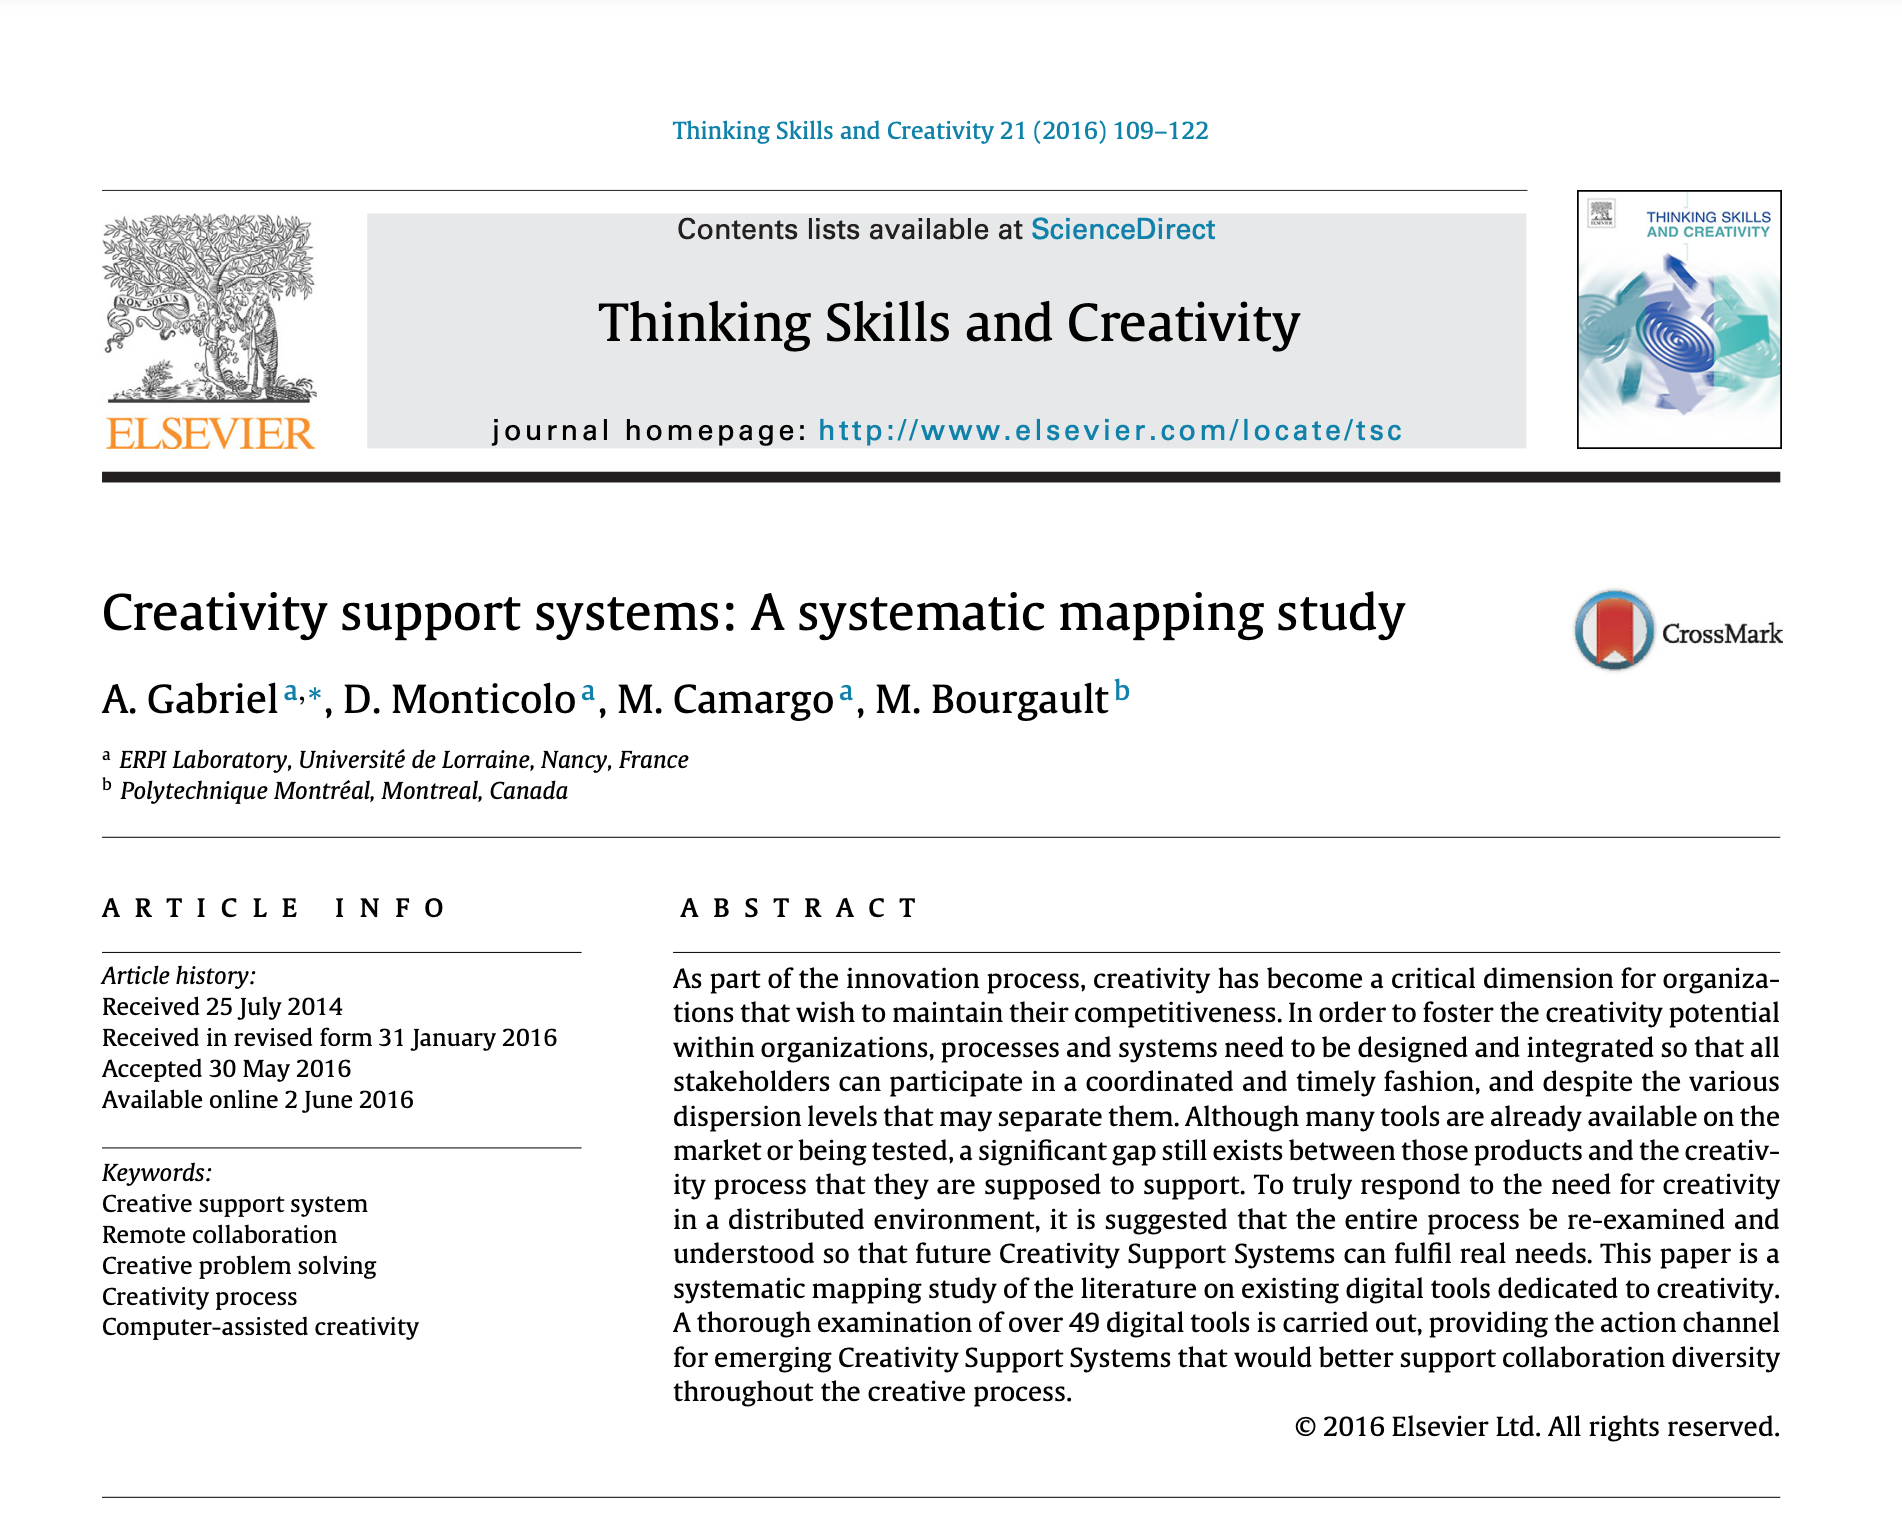 Thinking Skills and Creativity 21 (2016) 109–122
Contents lists available at ScienceDirect
Thinking Skills and Creativity
journal homepage: http://www.elsevier.com/locate/tsc
NON SOLUS
ELSEVIER
ELSEVIER
THINKING SKILLS
AND CREATIVITY
Creativity support systems: A systematic mapping study
CrossMark
A. Gabriel a,*, D. Monticolo a, M. Camargo a, M. Bourgault b
a ERPI Laboratory, Université de Lorraine, Nancy, France
b Polytechnique Montréal, Montreal, Canada
ARTICLE INFO
Article history:
Received 25 July 2014
Received in revised form 31 January 2016
Accepted 30 May 2016
Available online 2 June 2016
Keywords:
Creative support system
Remote collaboration
Creative problem solving
Creativity process
Computer-assisted creativity
ABSTRACT
As part of the innovation process, creativity has become a critical dimension for organiza-
tions that wish to maintain their competitiveness. In order to foster the creativity potential
within organizations, processes and systems need to be designed and integrated so that all
stakeholders can participate in a coordinated and timely fashion, and despite the various
dispersion levels that may separate them. Although many tools are already available on the
market or being tested, a significant gap still exists between those products and the creativ-
ity process that they are supposed to support. To truly respond to the need for creativity
in a distributed environment, it is suggested that the entire process be re-examined and
understood so that future Creativity Support Systems can fulfil real needs. This paper is a
systematic mapping study of the literature on existing digital tools dedicated to creativity.
A thorough examination of over 49 digital tools is carried out, providing the action channel
for emerging Creativity Support Systems that would better support collaboration diversity
throughout the creative process.
© 2016 Elsevier Ltd. All rights reserved.